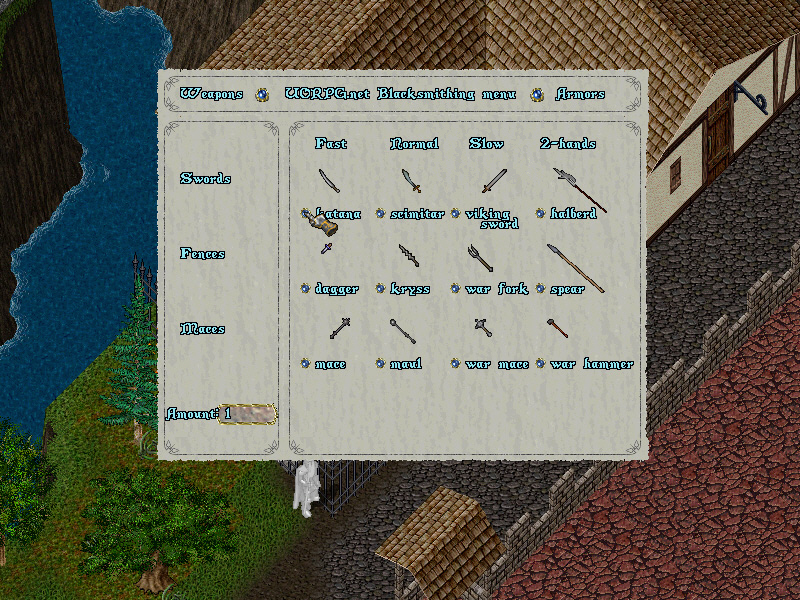 Weapons UORPG.net Blacksmithing menu Armors
Fast Normal Slow 2-hands
Swords
katana scimitar viking sword halberd
Fences
dagger kryss war fork spear
Maces
mace maul war mace war hammer
Amount: 1